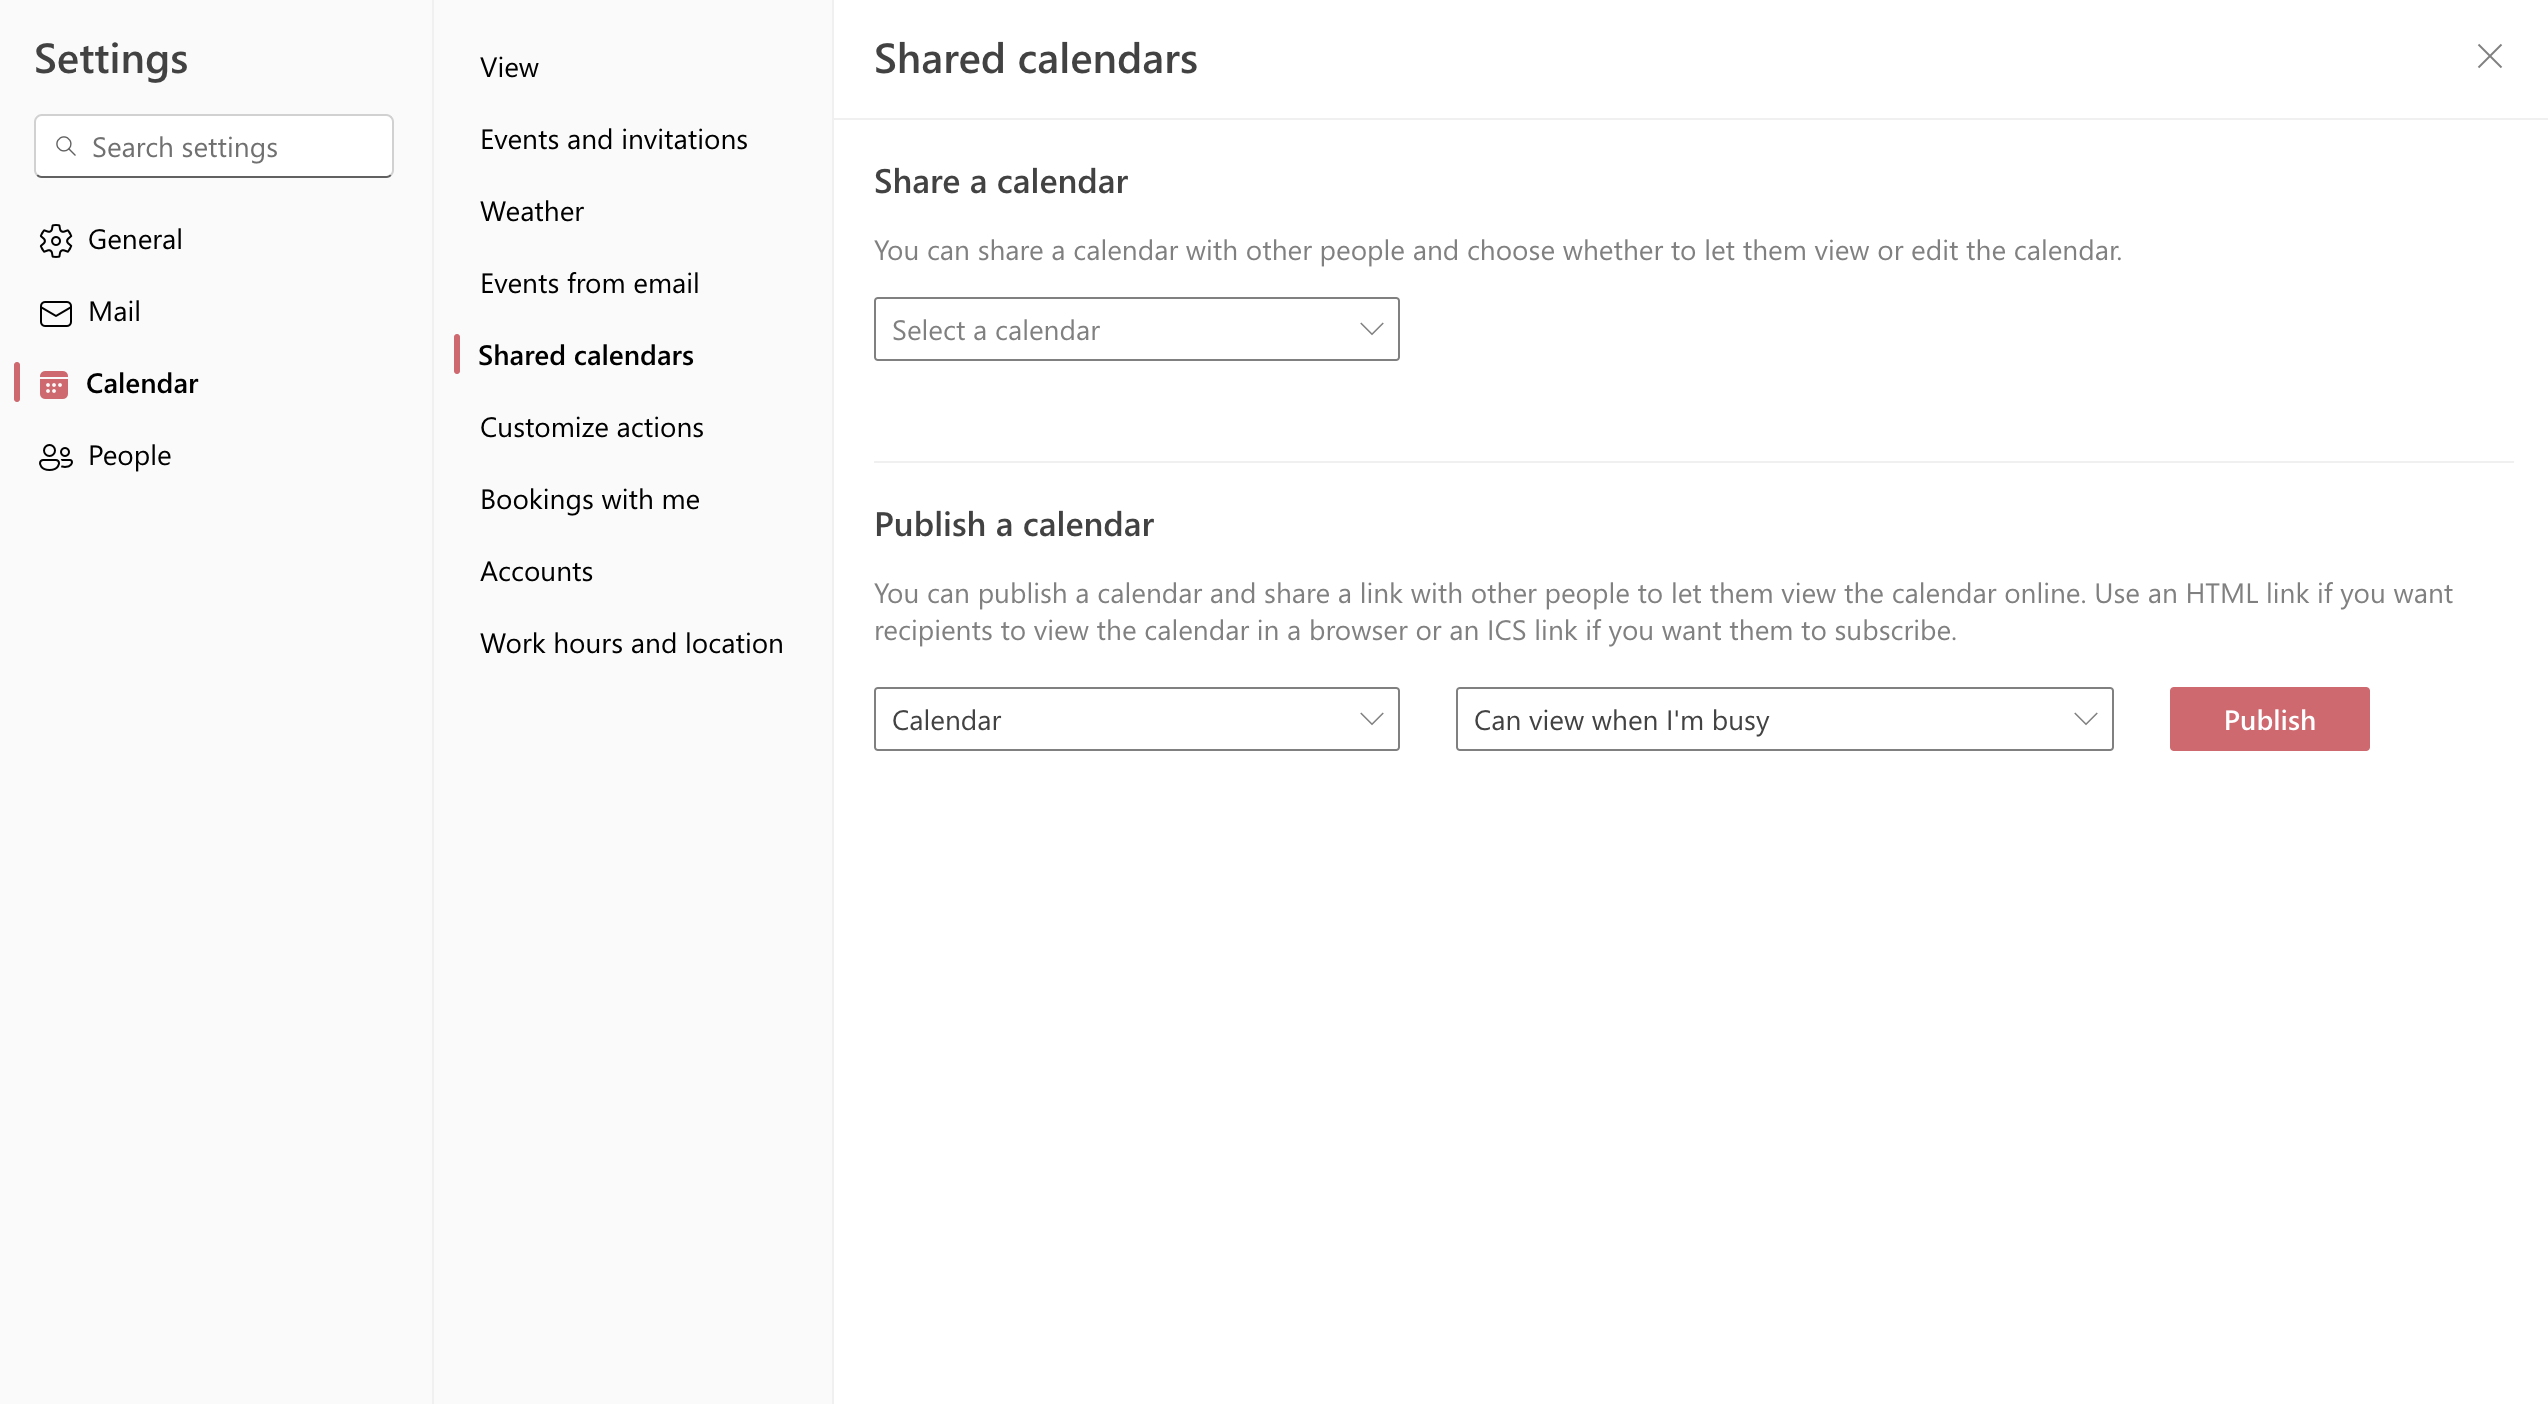 Settings
Search settings
General
Mail
Calendar
People
View
Events and invitations
Weather
Events from email
Shared calendars
Customize actions
Bookings with me
Accounts
Work hours and location
Shared calendars
Share a calendar
You can share a calendar with other people and choose whether to let them view or edit the calendar.
Select a calendar
Publish a calendar
You can publish a calendar and share a link with other people to let them view the calendar online. Use an HTML link if you want
recipients to view the calendar in a browser or an ICS link if you want them to subscribe.
Calendar
Can view when I'm busy
Publish